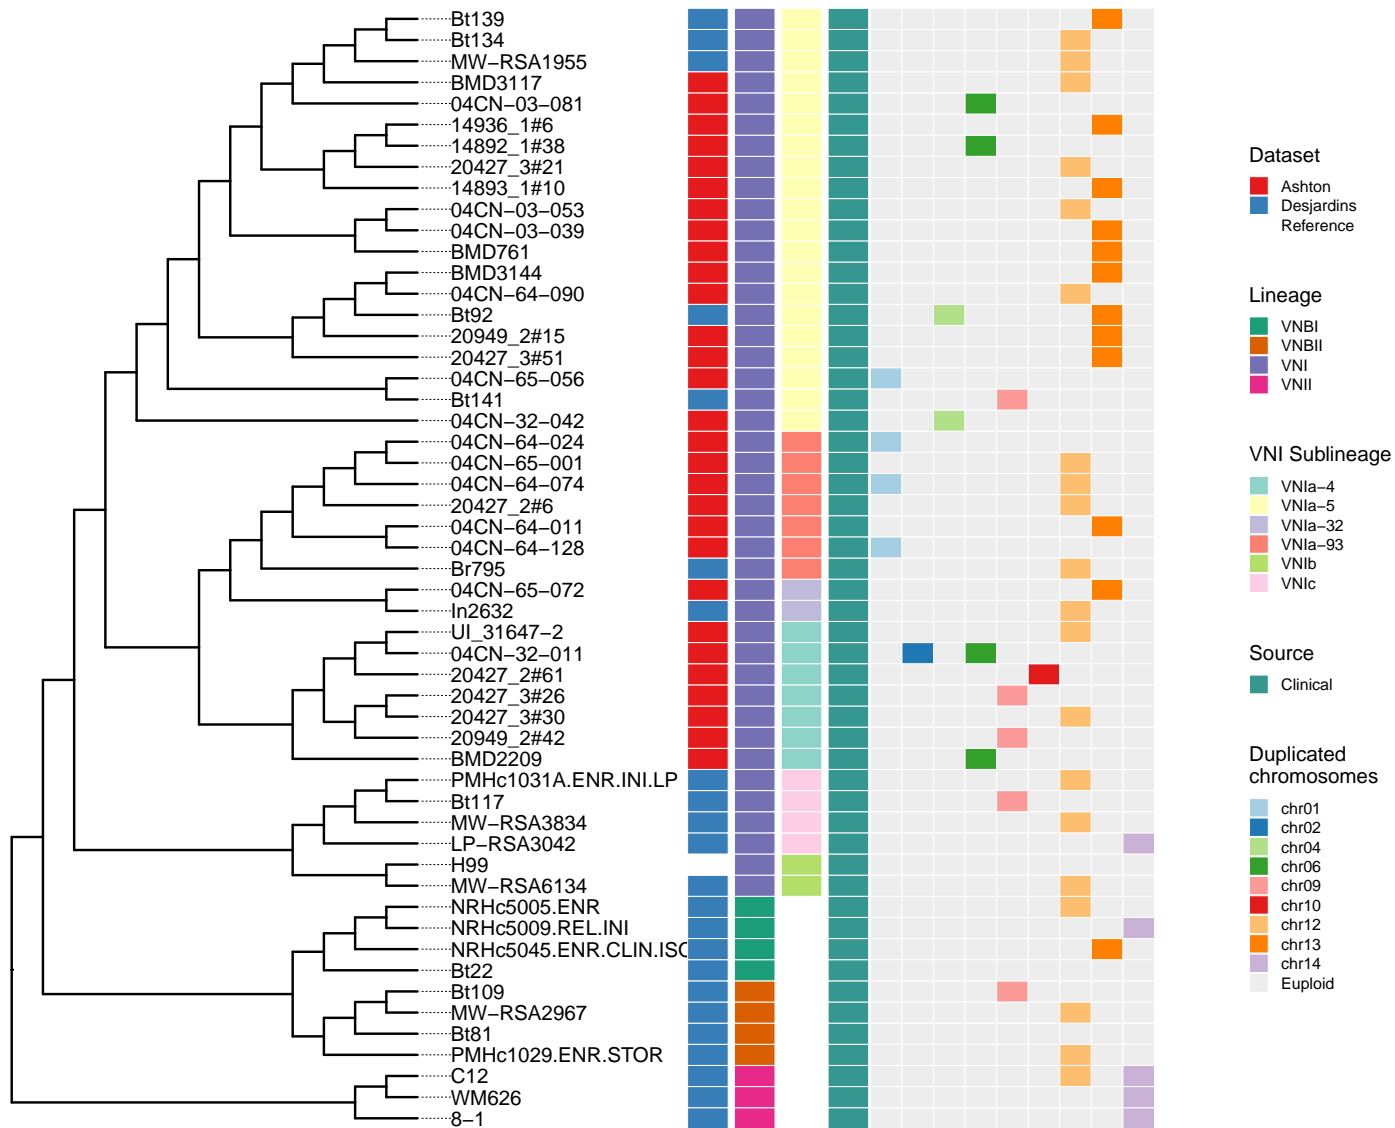 Bt139
Bt134
MW−RSA1955
BMD3117
04CN−03−081
14936_1#6
14892_1#38
20427_3#21
14893_1#10
04CN−03−053
04CN−03−039
BMD761
BMD3144
04CN−64−090
Bt92
20949_2#15
20427_3#51
04CN−65−056
Bt141
04CN−32−042
04CN−64−024
04CN−65−001
04CN−64−074
20427_2#6
04CN−64−011
04CN−64−128
Br795
04CN−65−072
In2632
UI_31647−2
04CN−32−011
20427_2#61
20427_3#26
20427_3#30
20949_2#42
BMD2209
PMHc1031A.ENR.INI.LP
Bt117
MW−RSA3834
LP−RSA3042
H99
MW−RSA6134
NRHc5005.ENR
NRHc5009.REL.INI
NRHc5045.ENR.CLIN.ISO
Bt22
Bt109
MW−RSA2967
Bt81
PMHc1029.ENR.STOR
C12
WM626
8−1
Dataset
Ashton
Desjardins
Reference
Lineage
VNBI
VNBII
VNI
VNII
VNI Sublineage
VNIa−4
VNIa−5
VNIa−32
VNIa−93
VNIb
VNIc
Source
Clinical
Duplicated
chromosomes
chr01
chr02
chr04
chr06
chr09
chr10
chr12
chr13
chr14
Euploid